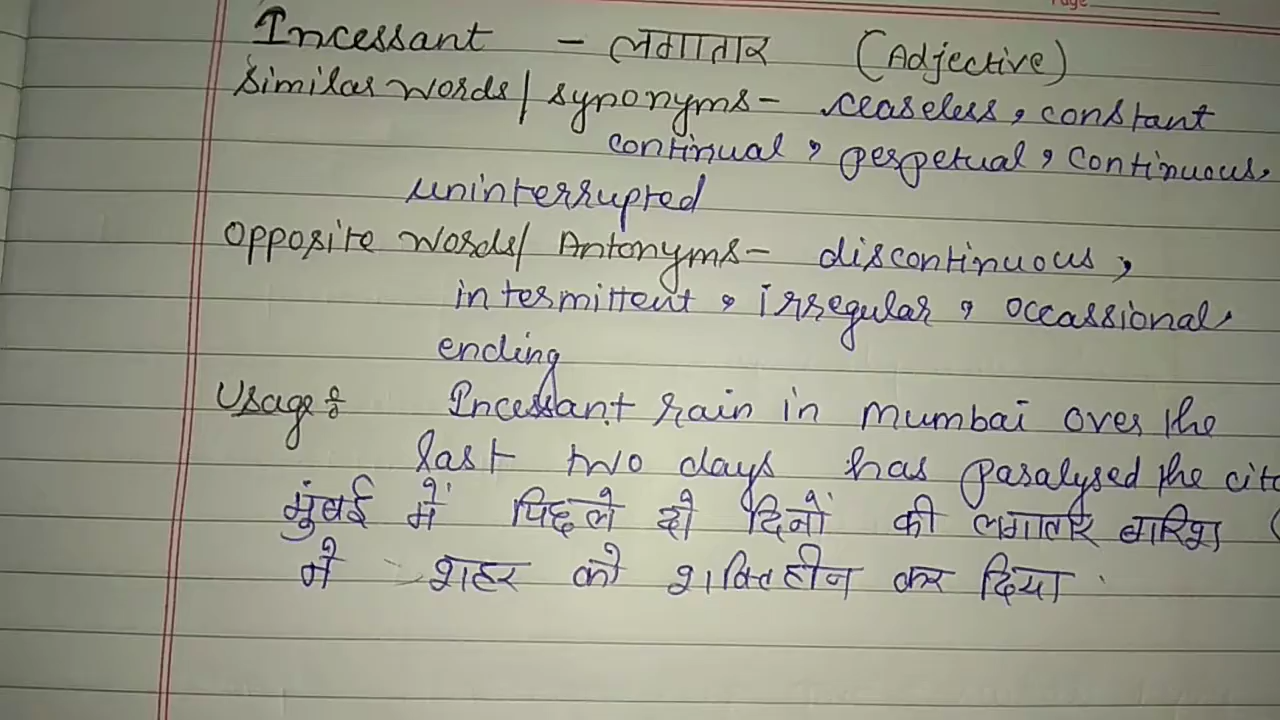 Page
Incessant - लगातार (Adjective)
Similar words/synonyms- ceaseless, constant
continual, perpetual, continuous,
uninterrupted
Opposite words/Antonyms- discontinuous,
intermittent, irregular, occassional,
ending
Usage: Incessant rain in Mumbai over the
last two days has paralysed the city
मुंबई में पिछले दो दिनों की लगातार बारिश
ने शहर को शक्तिहीन कर दिया